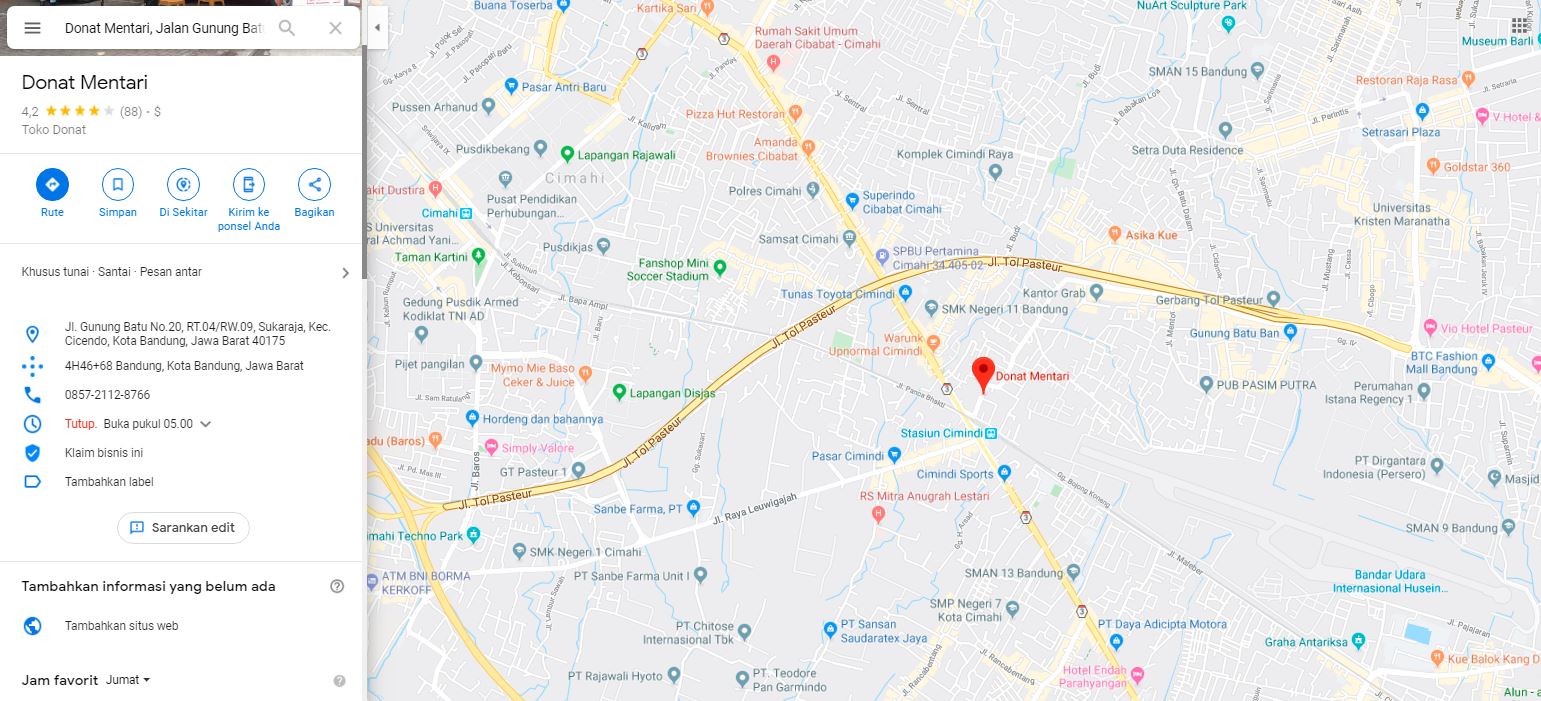 Donat Mentari, Jalan Gunung Bat
Donat Mentari
4,2 (88) · $
Toko Donat
Rute
Simpan
Di Sekitar
Kirim ke
ponsel Anda
Bagikan
Khusus tunai · Santai · Pesan antar
Jl. Gunung Batu No.20, RT.04/RW.09, Sukaraja, Kec.
Cicendo, Kota Bandung, Jawa Barat 40175
4H46+68 Bandung, Kota Bandung, Jawa Barat
0857-2112-8766
Tutup. Buka pukul 05.00
Klaim bisnis ini
Tambahkan label
Sarankan edit
Tambahkan informasi yang belum ada
Tambahkan situs web
Jam favorit Jumat
Buana Toserba
Kartika Sari
NuArt Sculpture Park
Rumah Sakit Umum
Daerah Cibabat - Cimahi
Museum Barli
SMAN 15 Bandung
Restoran Raja Rasa
Pasar Antri Baru
Pussen Arhanud
Pizza Hut Restoran
V Hotel &
Setrasari Plaza
Amanda
Brownies Cibabat
Pusdikbekang
Lapangan Rajawali
Komplek Cimindi Raya
Setra Duta Residence
Goldstar 360
Cimahi
akit Dustira
Pusat Pendidikan
Perhubungan...
Polres Cimahi
Superindo
Cibabat Cimahi
Cimahi
Universitas
Kristen Maranatha
S Universitas
ral Achmad Yani...
Pusdikjas
Samsat Cimahi
Asika Kue
Taman Kartini
Fanshop Mini
Soccer Stadium
SPBU Pertamina
Cimahi 34.405-02
Jl. Tol Pasteur
Tunas Toyota Cimindi
Kantor Grab
Gerbang Tol Pasteur
Gedung Pusdik Armed
Kodiklat TNI AD
SMK Negeri 11 Bandung
Jl. Tol Pasteur
Gunung Batu Ban
Vio Hotel Pasteur
Warunk
Upnormal Cimindi
BTC Fashion
Mall Bandung
Pijet pangilan
Mymo Mie Baso
Ceker & Juice
Donat Mentari
PUB PASIM PUTRA
Perumahan
Istana Regency 1
Lapangan Disjas
Jl. Panca Bhakti
Hordeng dan bahannya
adu (Baros)
Simply Valore
Jl. Tol Pasteur
Stasiun Cimindi
Pasar Cimindi
GT Pasteur 1
Cimindi Sports
PT Dirgantara
Indonesia (Persero)
Masjid
Jl. Baros
Jl. Tol Pasteur
RS Mitra Anugrah Lestari
Sanbe Farma, PT
Jl. Raya Leuwigajah
SMAN 9 Bandung
imahi Techno Park
SMK Negeri 1 Cimahi
ATM BNI BORMA
KERKOFF
PT Sanbe Farma Unit I
SMAN 13 Bandung
Bandar Udara
Internasional Husein...
SMP Negeri 7
Kota Cimahi
PT Chitose
Internasional Tbk
PT Sansan
Saudaratex Jaya
PT Daya Adicipta Motora
Graha Antariksa
Kue Balok Kang D
PT Rajawali Hyoto
PT. Teodore
Pan Garmindo
Hotel Endah
Parahyangan
Alun - a